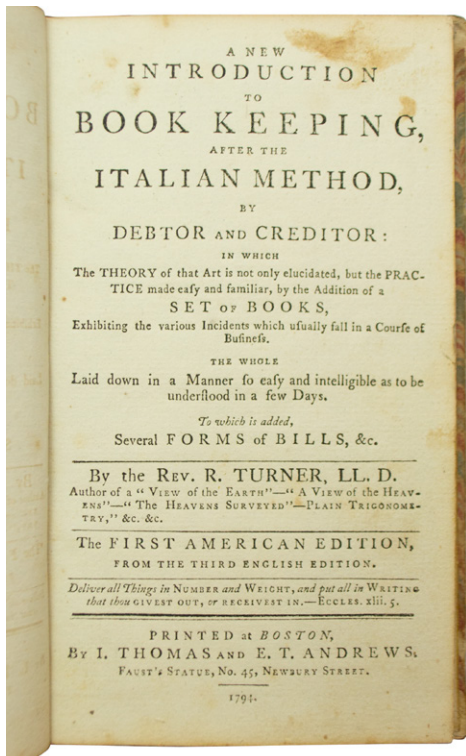 A NEW
INTRODUCTION
TO
BOOK KEEPING,
AFTER THE
ITALIAN METHOD,
BY
DEBTOR AND CREDITOR:
IN WHICH
The THEORY of that Art is not only elucidated, but the PRAC-
TICE made eaſy and familiar, by the Addition of a
SET OF BOOKS,
Exhibiting the various Incidents which uſually fall in a Courſe of
Buſineſs.
THE WHOLE
Laid down in a Manner ſo eaſy and intelligible as to be
underſtood in a few Days.
To which is added,
Several FORMS of BILLS, &c.
By the REV. R. TURNER, LL. D.
Author of a “ VIEW OF THE EARTH”—“ A VIEW OF THE HEAV-
ENS”—“ THE HEAVENS SURVEYED”—PLAIN TRIGONOME-
TRY,” &c. &c.
The FIRST AMERICAN EDITION,
FROM THE THIRD ENGLISH EDITION.
Deliver all Things in NUMBER and WEIGHT, and put all in WRITING
that thou GIVEST OUT, or RECEIVEST IN.—ECCLES. xlii. 5.
PRINTED at BOSTON,
BY I. THOMAS AND E. T. ANDREWS.
FAUST's STATUE, No. 45, NEWBURY STREET.
1794.